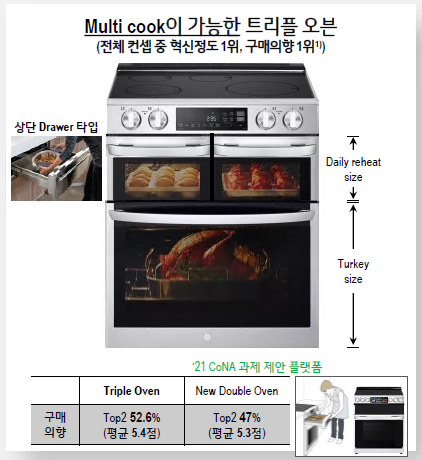 Multi cook이 가능한 트리플 오븐
(전체 컨셉 중 혁신정도 1위, 구매의향 1위¹⁾)
상단 Drawer 타입
Daily reheat
size
Turkey
size
‘21 CoNA 과제 제안 플랫폼
Triple Oven New Double Oven
구매 의향 Top2 52.6% (평균 5.4점) Top2 47% (평균 5.3점)